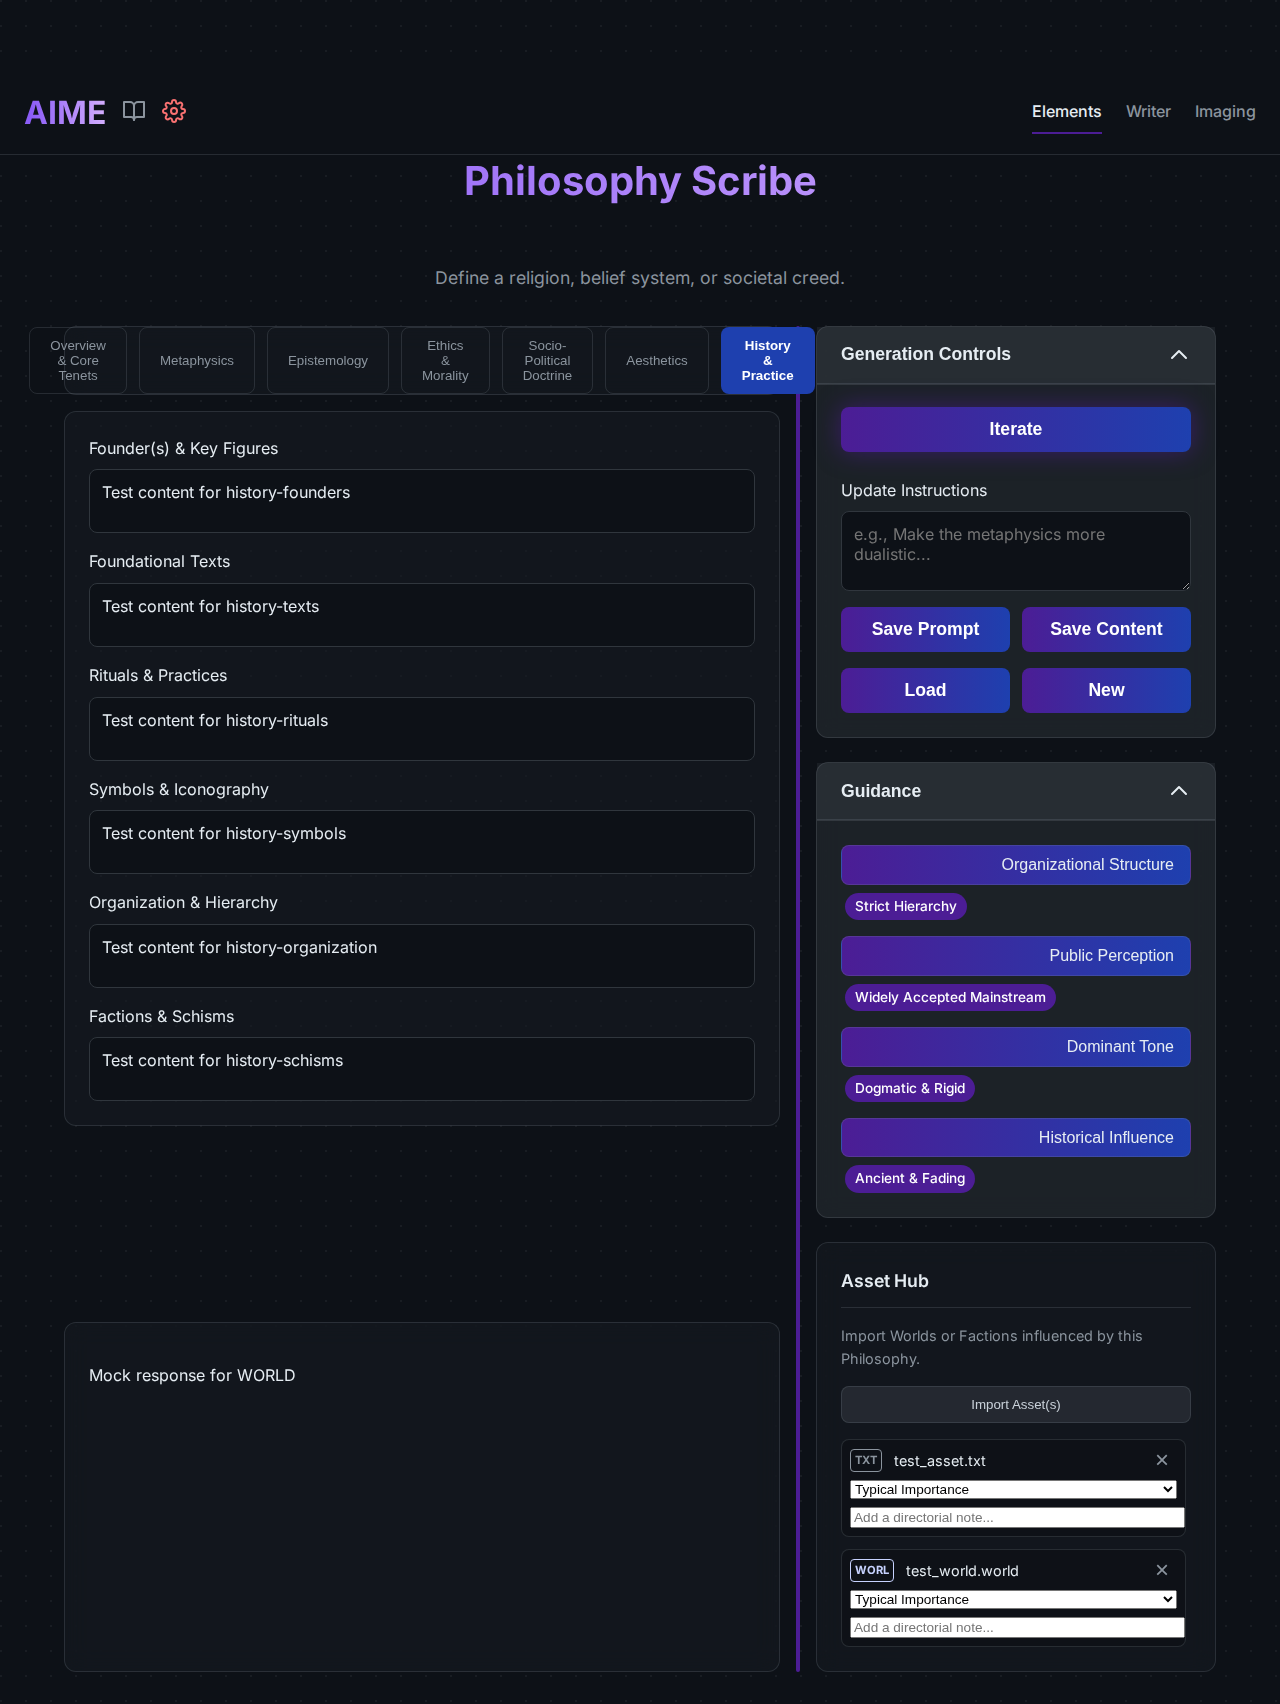 AIME
Elements
Writer
Imaging
Philosophy Scribe
Define a religion, belief system, or societal creed.
Overview
& Core
Tenets
Metaphysics
Epistemology
Ethics
&
Morality
Socio-
Political
Doctrine
Aesthetics
History
&
Practice
Founder(s) & Key Figures
Test content for history-founders
Foundational Texts
Test content for history-texts
Rituals & Practices
Test content for history-rituals
Symbols & Iconography
Test content for history-symbols
Organization & Hierarchy
Test content for history-organization
Factions & Schisms
Test content for history-schisms
Mock response for WORLD
Generation Controls
Iterate
Update Instructions
e.g., Make the metaphysics more
dualistic...
Save Prompt
Save Content
Load
New
Guidance
Organizational Structure
Strict Hierarchy
Public Perception
Widely Accepted Mainstream
Dominant Tone
Dogmatic & Rigid
Historical Influence
Ancient & Fading
Asset Hub
Import Worlds or Factions influenced by this
Philosophy.
Import Asset(s)
TXT test_asset.txt
Typical Importance
Add a directorial note...
WORL test_world.world
Typical Importance
Add a directorial note...